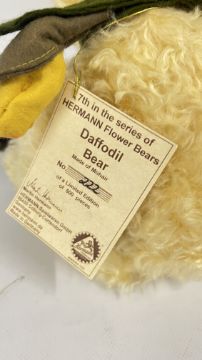 7th in the series of
HERMANN Flower Bears
Daffodil
Bear
Made of Mohair
No 222
of a Limited Edition
of 500 pieces
HERMANN